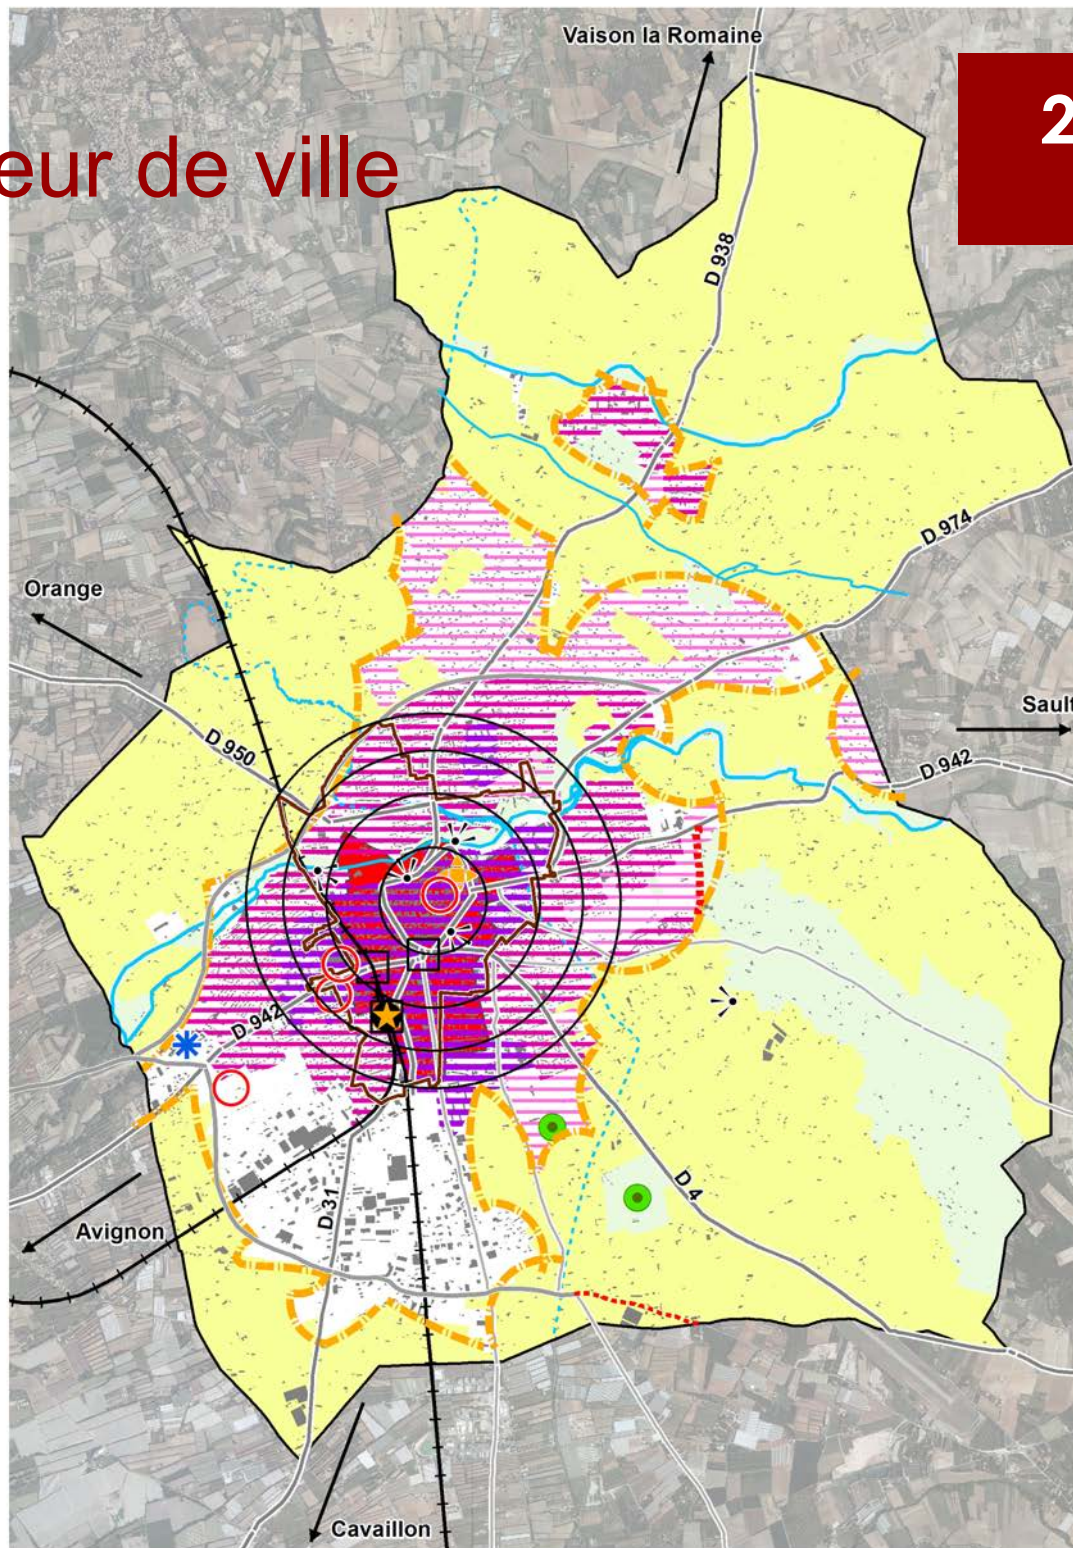 Vaison la Romaine
2
eur de ville
D 938
D 974
Orange
Sault
D 950
D 942
D 942
D 31
D 4
Avignon
Cavaillon